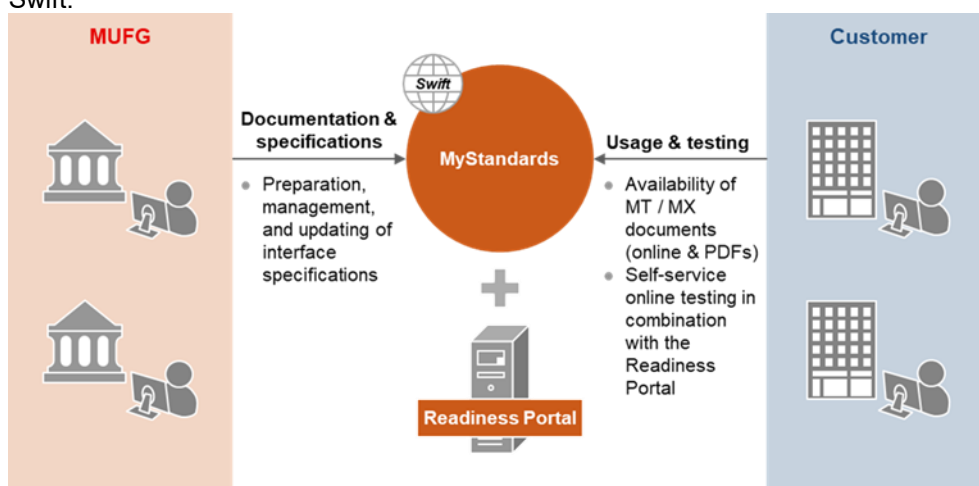 Swift.
MUFG
Customer
Swift
MyStandards
Documentation &
specifications
Preparation,
management,
and updating of
interface
specifications
Usage & testing
Availability of
MT / MX
documents
(online & PDFs)
Self-service
online testing in
combination
with the
Readiness
Portal
Readiness Portal